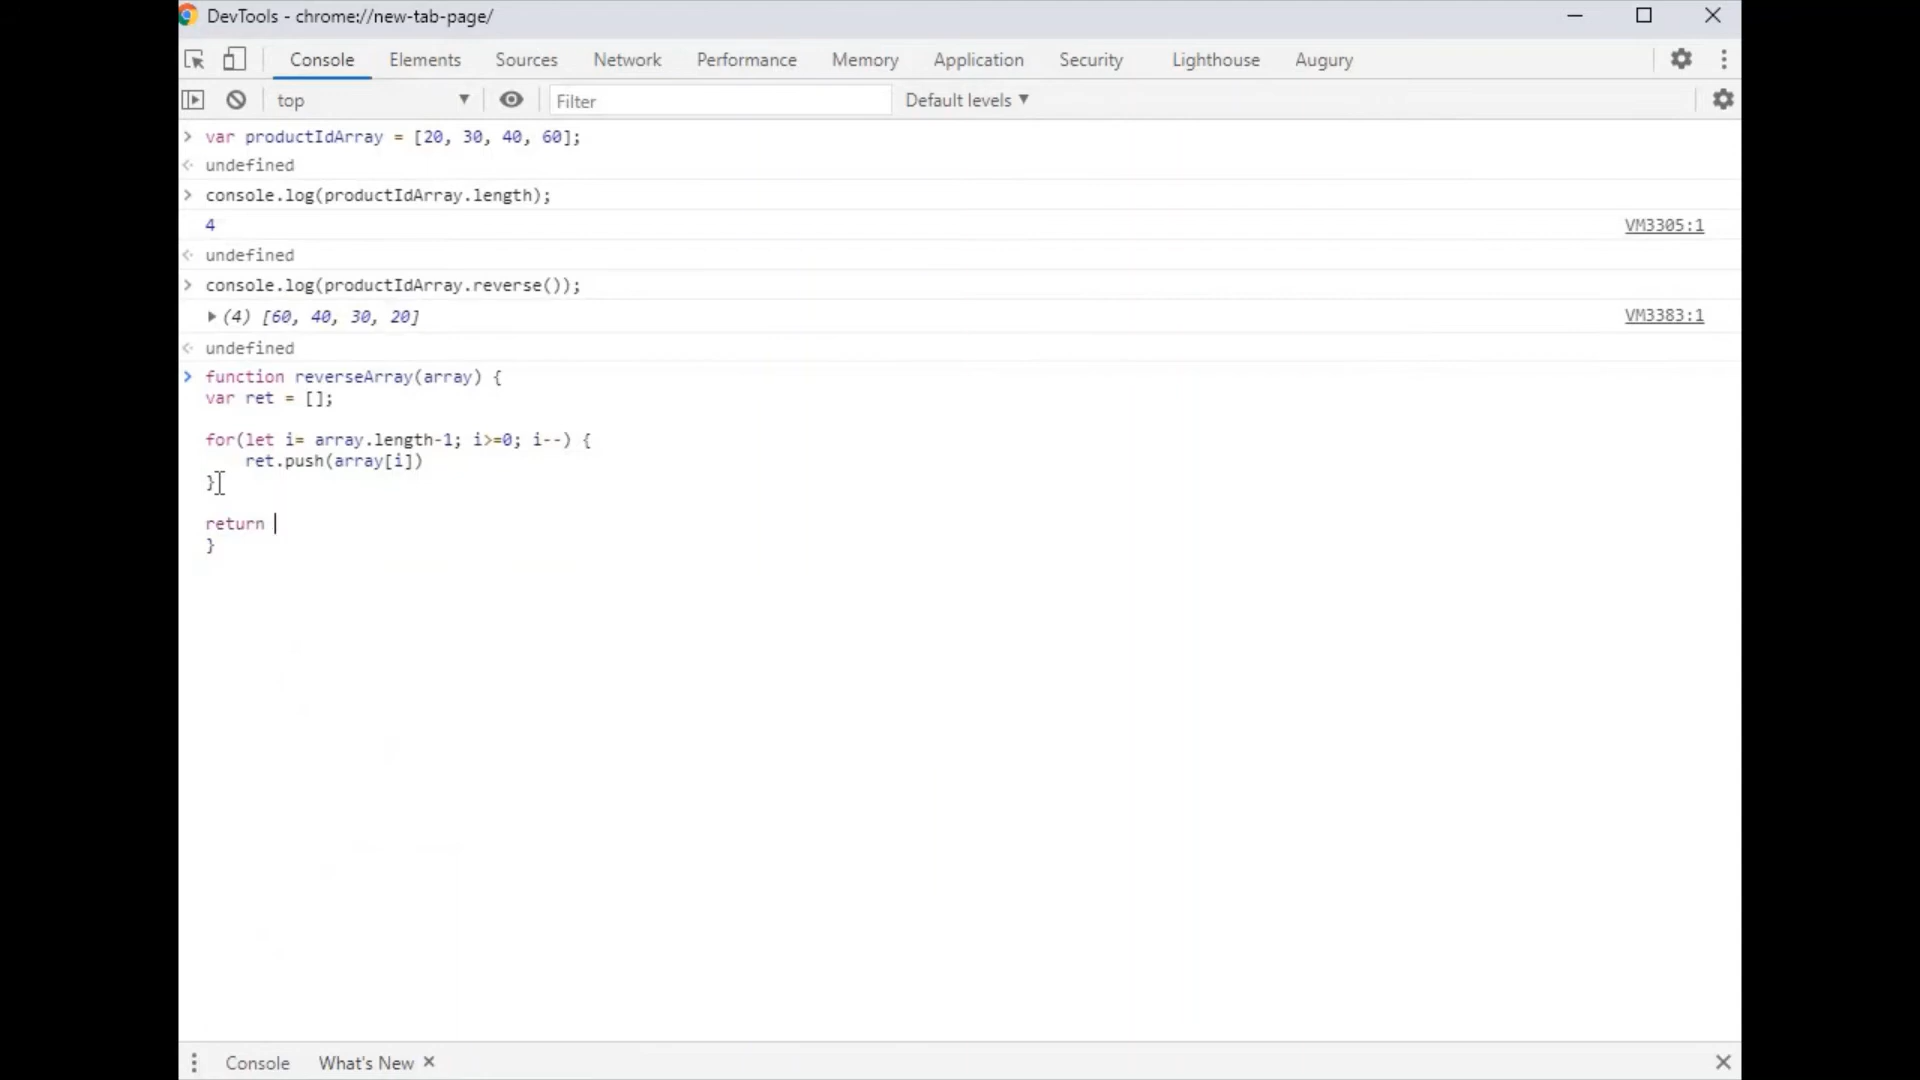 DevTools - chrome://new-tab-page/
Console Elements Sources Network Performance Memory Application Security Lighthouse Augury
top Filter Default levels
> var productIdArray = [20, 30, 40, 60];
undefined
> console.log(productIdArray.length);
4 VM3305:1
undefined
> console.log(productIdArray.reverse());
(4) [60, 40, 30, 20] VM3383:1
undefined
> function reverseArray(array) {
var ret = [];
for(let i= array.length-1; i>=0; i--) {
ret.push(array[i])
}
return
}
Console What's New